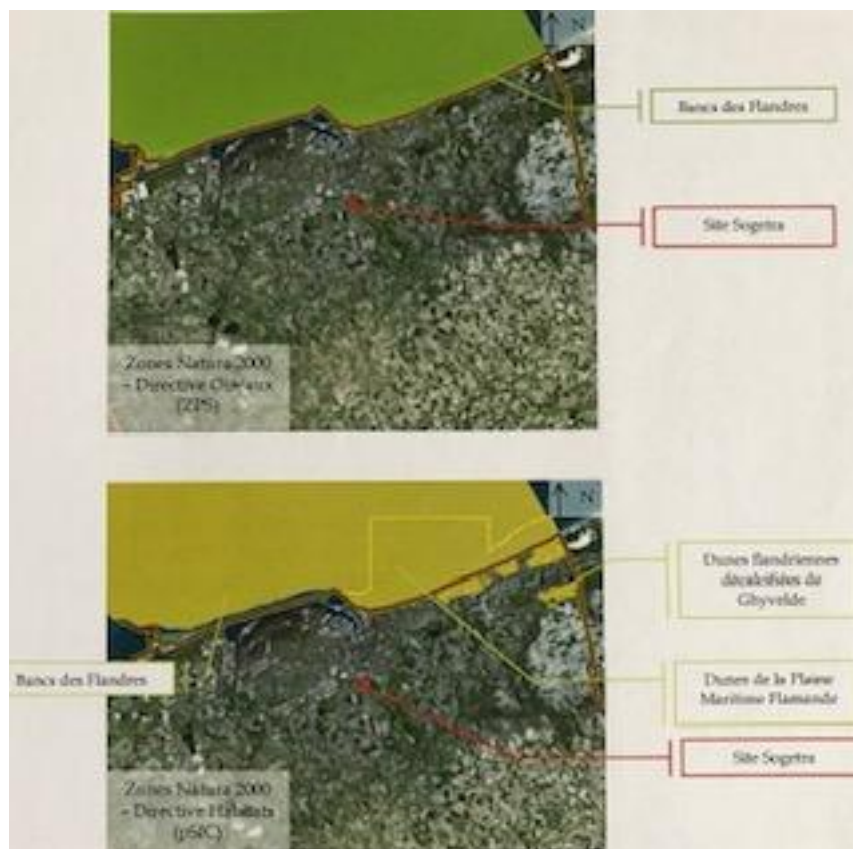 N
Bancs des Flandres
Site Sogetra
Zones Natura 2000
– Directive Oiseaux
(ZPS)
N
Dunes flandriennes
décalcifiées de
Ghyvelde
Bancs des Flandres
Dunes de la Plaine
Maritime Flamande
Site Sogetra
Zones Natura 2000
– Directive Habitats
(pSIC)